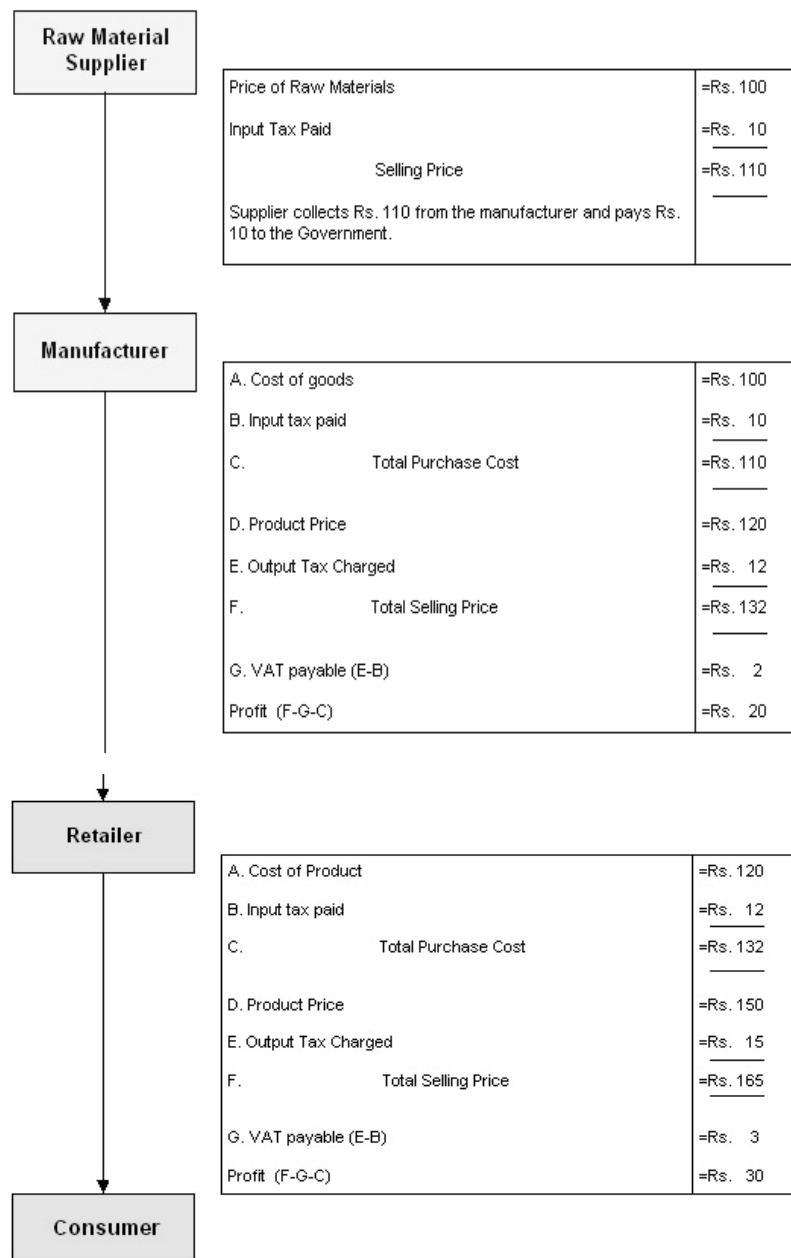 Raw Material
Supplier
Price of Raw Materials =Rs. 100
Input Tax Paid =Rs. 10
Selling Price =Rs. 110
Supplier collects Rs. 110 from the manufacturer and pays Rs.
10 to the Government.
Manufacturer
A. Cost of goods =Rs. 100
B. Input tax paid =Rs. 10
C. Total Purchase Cost =Rs. 110
D. Product Price =Rs. 120
E. Output Tax Charged =Rs. 12
F. Total Selling Price =Rs. 132
G. VAT payable (E-B) =Rs. 2
Profit (F-G-C) =Rs. 20
Retailer
A. Cost of Product =Rs. 120
B. Input tax paid =Rs. 12
C. Total Purchase Cost =Rs. 132
D. Product Price =Rs. 150
E. Output Tax Charged =Rs. 15
F. Total Selling Price =Rs. 165
G. VAT payable (E-B) =Rs. 3
Profit (F-G-C) =Rs. 30
Consumer